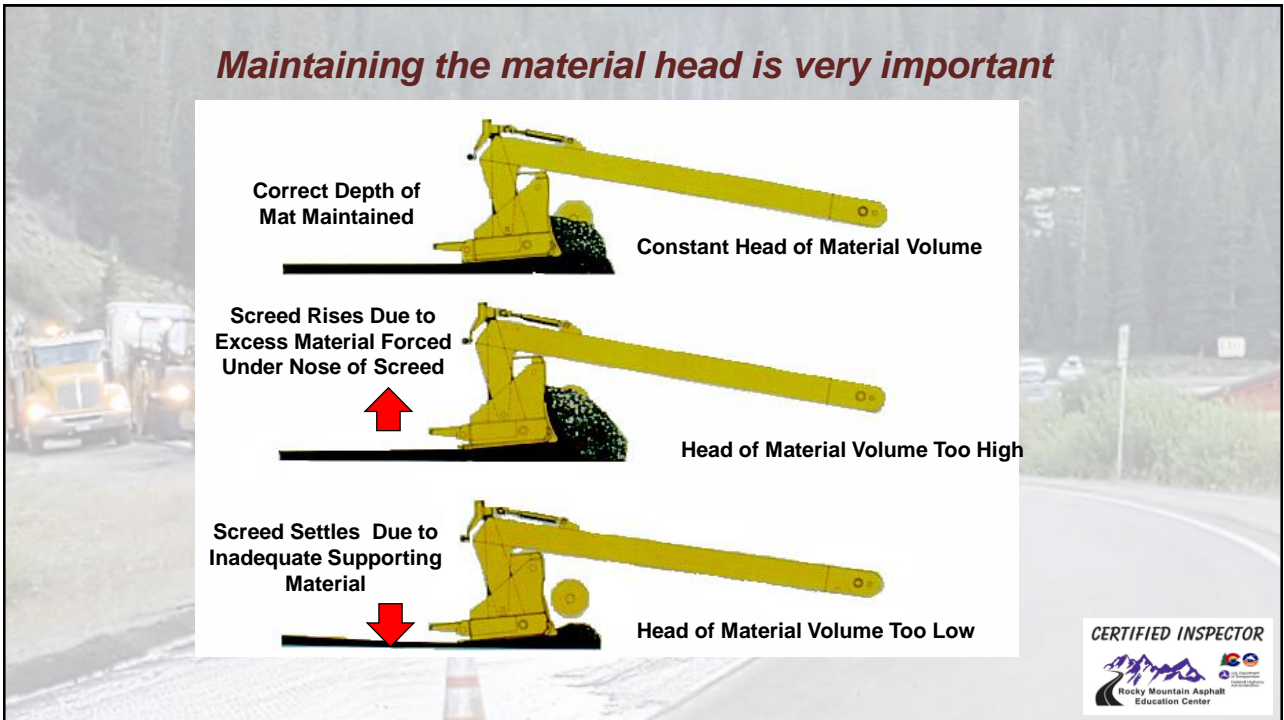 Maintaining the material head is very important
Correct Depth of
Mat Maintained
Constant Head of Material Volume
Screed Rises Due to
Excess Material Forced
Under Nose of Screed
Head of Material Volume Too High
Screed Settles Due to
Inadequate Supporting
Material
Head of Material Volume Too Low
CERTIFIED INSPECTOR
Rocky Mountain Asphalt
Education Center